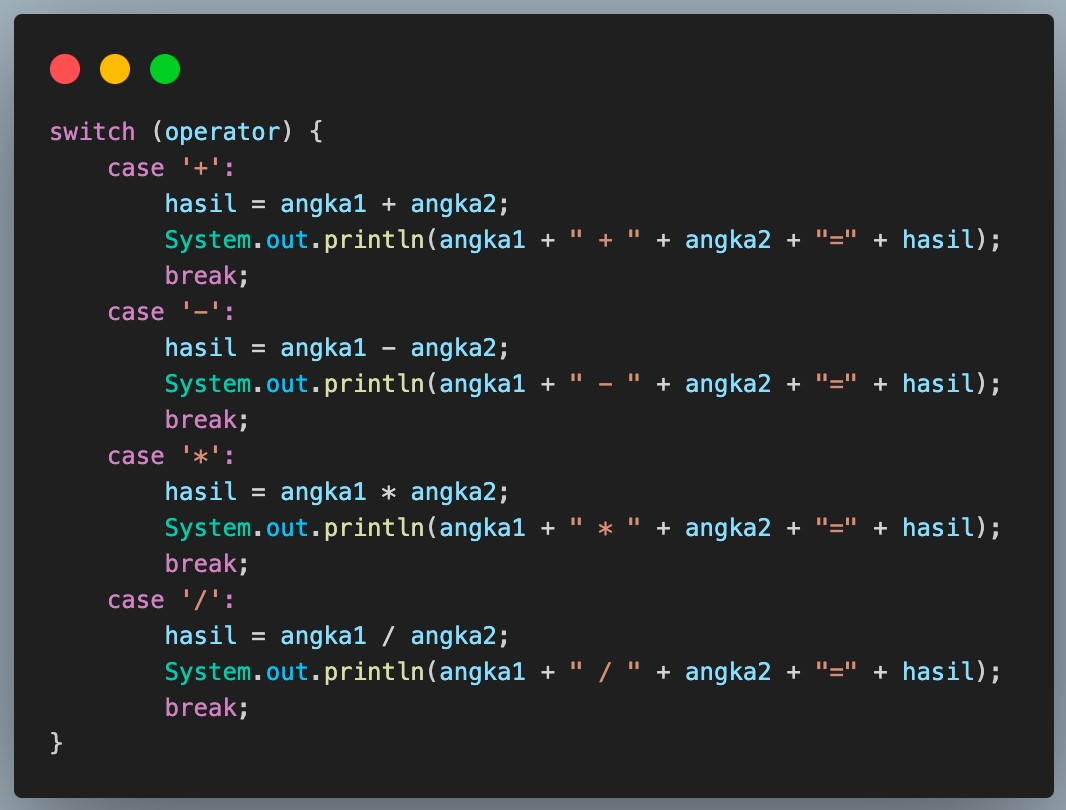 switch (operator) {
    case '+':
        hasil = angka1 + angka2;
        System.out.println(angka1 + " + " + angka2 + "=" + hasil);
        break;
    case '-':
        hasil = angka1 - angka2;
        System.out.println(angka1 + " - " + angka2 + "=" + hasil);
        break;
    case '*':
        hasil = angka1 * angka2;
        System.out.println(angka1 + " * " + angka2 + "=" + hasil);
        break;
    case '/':
        hasil = angka1 / angka2;
        System.out.println(angka1 + " / " + angka2 + "=" + hasil);
        break;
}